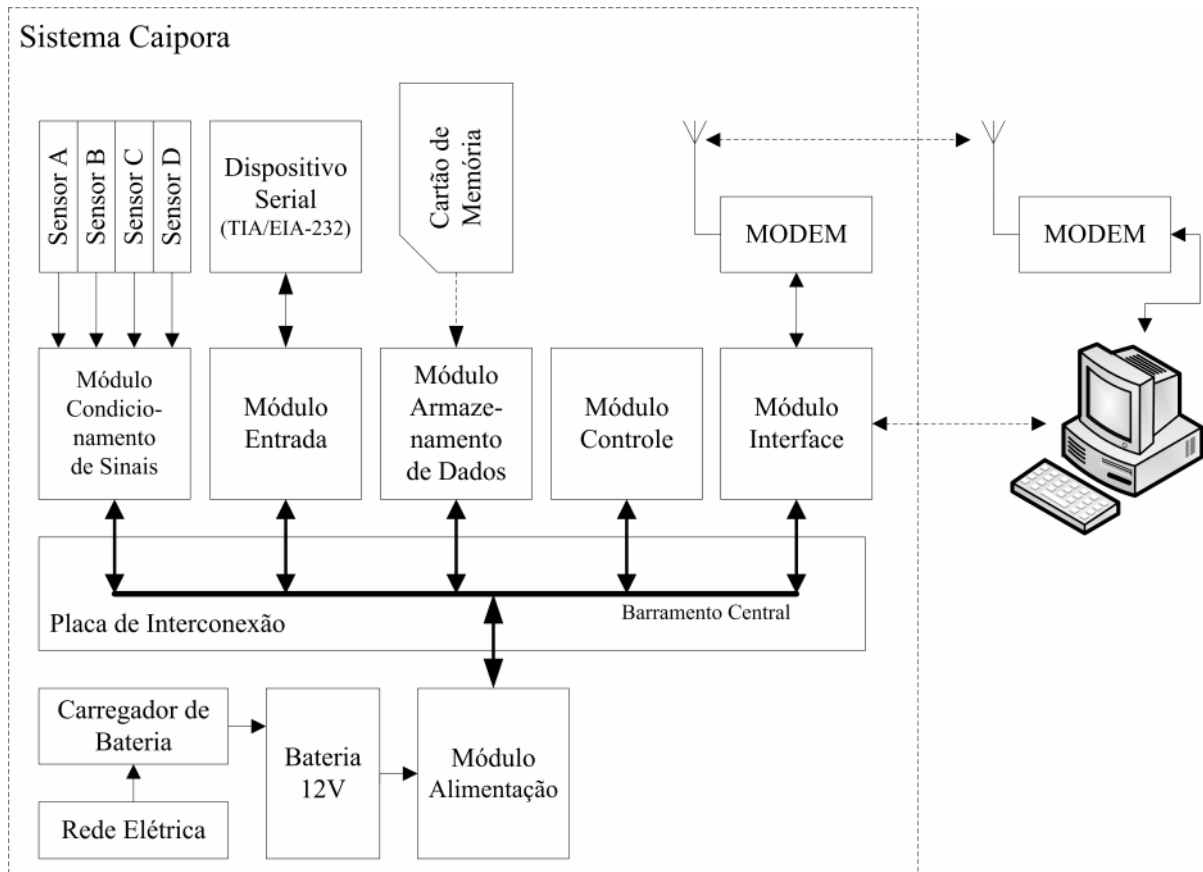 Sistema Caipora
Sensor A
Sensor B
Sensor C
Sensor D
Dispositivo
Serial
(TIA/EIA-232)
Cartão de
Memória
MODEM
MODEM
Módulo
Condicio-
namento
de Sinais
Módulo
Entrada
Módulo
Armaze-
namento
de Dados
Módulo
Controle
Módulo
Interface
Barramento Central
Placa de Interconexão
Carregador de
Bateria
Rede Elétrica
Bateria
12V
Módulo
Alimentação